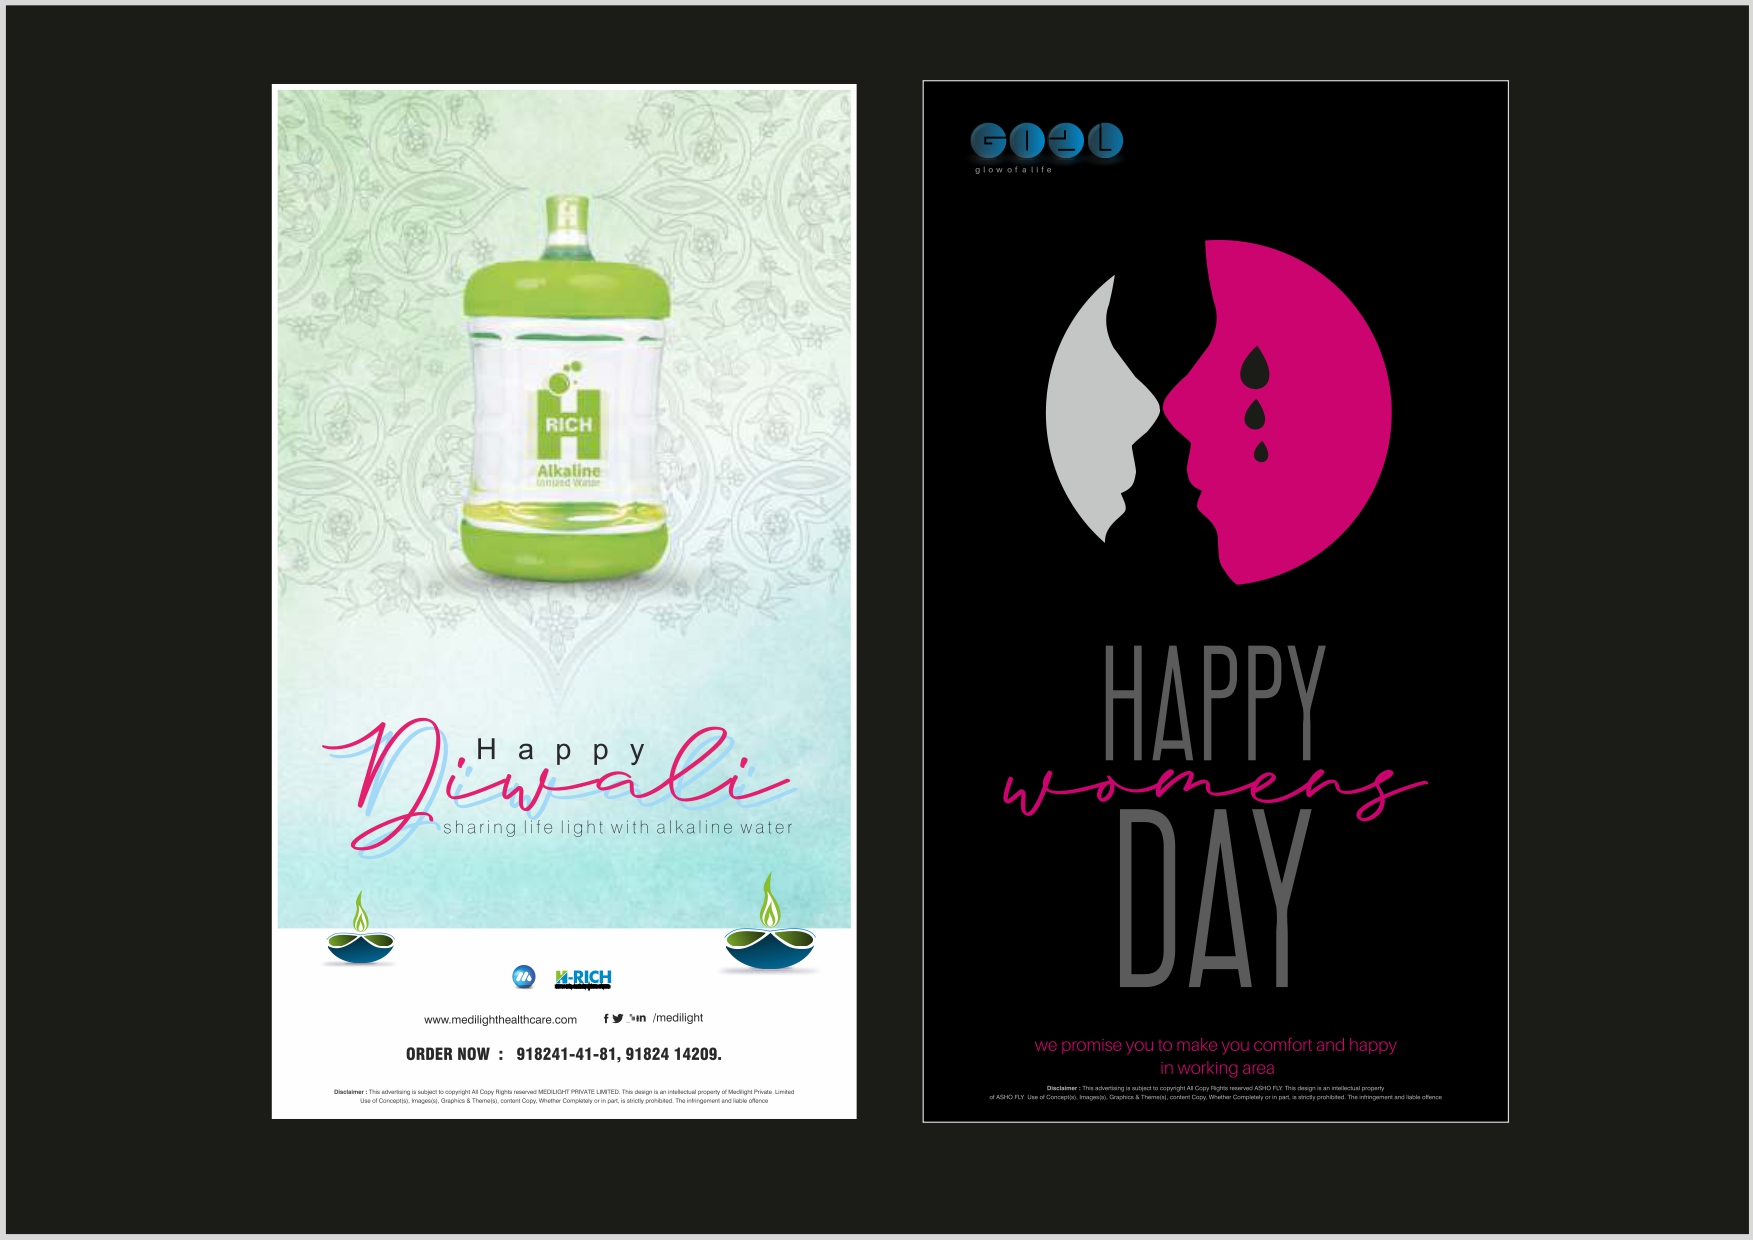 H
RICH
Alkaline
Ionized Water
Happy
Diwali
sharing life light with alkaline water
H-RICH
www.medilighthealthcare.com
/medilight
ORDER NOW : 918241-41-81, 91824 14209.
Disclaimer : This advertising is subject to copyright All Copy Rights reserved MEDILIGHT PRIVATE LIMITED. This design is an intellectual property of Medilight Private Limited
Use of Concept(s), Images(s), Graphics & Theme(s), content Copy, Whether Completely or in part, is strictly prohibited. The infringement and liable offence
glow of a life
HAPPY
womens
DAY
we promise you to make you comfort and happy
in working area
Disclaimer : This advertising is subject to copyright All Copy Rights reserved ASHO FLY. This design is an intellectual property
of ASHO FLY Use of Concept(s), Images(s), Graphics & Theme(s), content Copy, Whether Completely or in part, is strictly prohibited. The infringement and liable offence